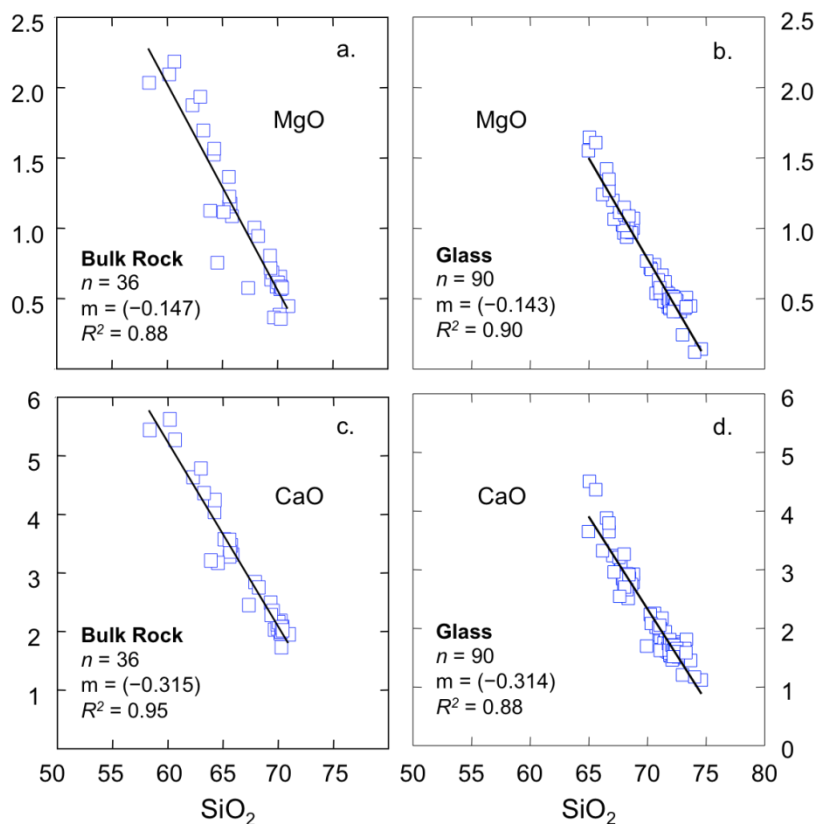 2.5
2.0
1.5
1.0
0.5
a.
MgO
Bulk Rock
n = 36
m = (−0.147)
R² = 0.88
b.
MgO
Glass
n = 90
m = (−0.143)
R² = 0.90
2.5
2.0
1.5
1.0
0.5
6
5
4
3
2
1
c.
CaO
Bulk Rock
n = 36
m = (−0.315)
R² = 0.95
d.
CaO
Glass
n = 90
m = (−0.314)
R² = 0.88
6
5
4
3
2
1
0
50 55 60 65 70 75
SiO₂
50 55 60 65 70 75 80
SiO₂